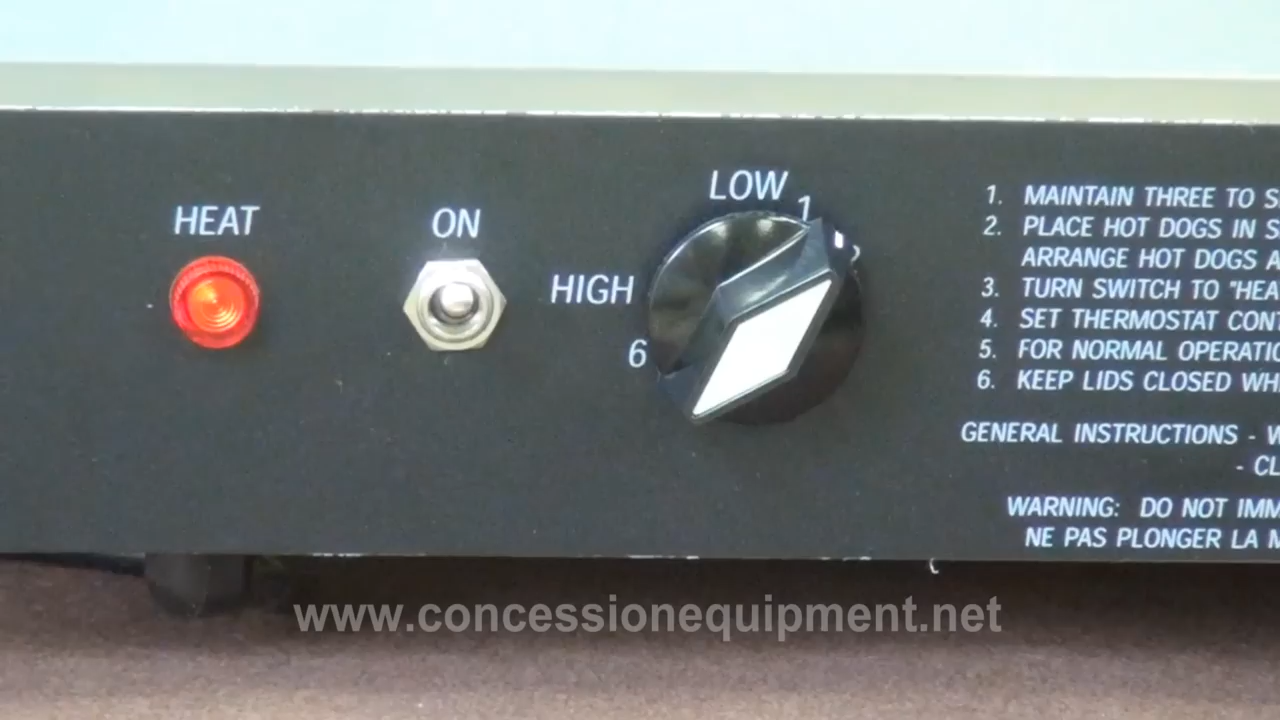 HEAT
ON
LOW
1
HIGH
6
1. MAINTAIN THREE TO
2. PLACE HOT DOGS IN
ARRANGE HOT DOGS
3. TURN SWITCH TO
4. SET THERMOSTAT
5. FOR NORMAL
6. KEEP LIDS CLOSED
GENERAL INSTRUCTIONS -
-
WARNING: DO NOT
NE PAS PLONGER LA
www.concessionequipment.net